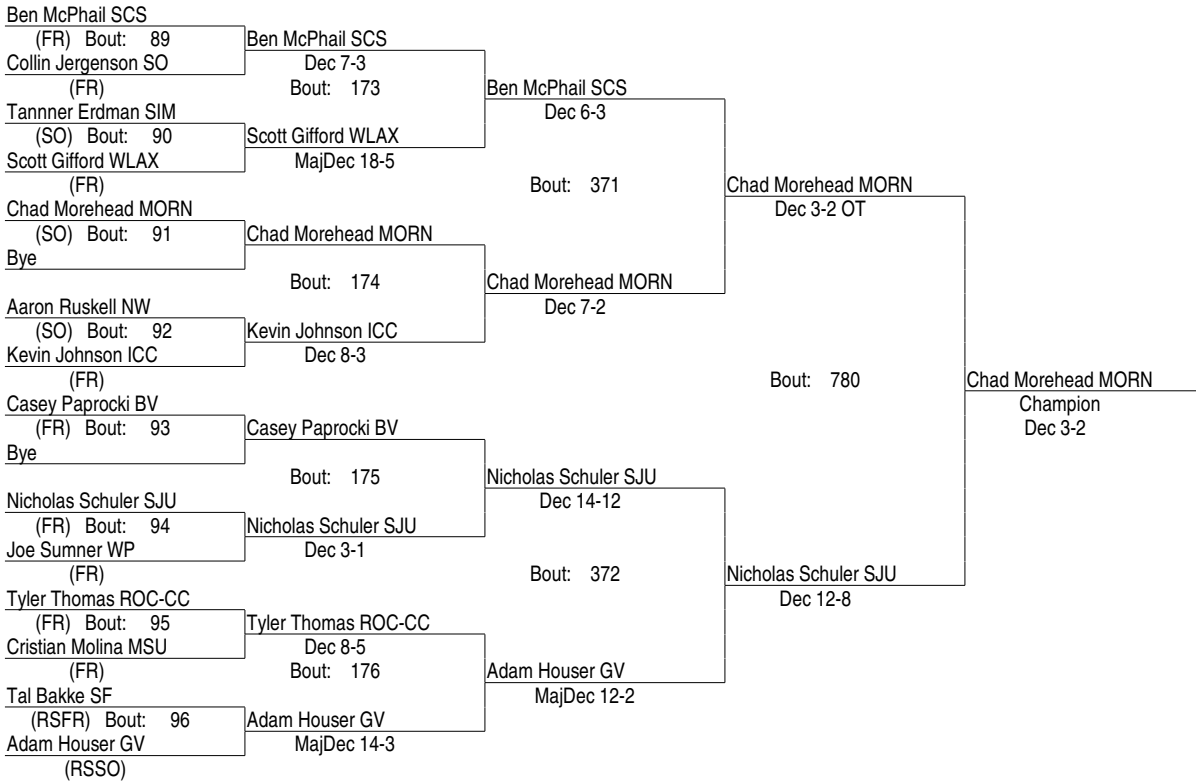 Ben McPhail SCS
(FR) Bout: 89 Ben McPhail SCS
Collin Jergenson SO Dec 7-3
(FR) Bout: 173 Ben McPhail SCS
Tannner Erdman SIM Dec 6-3
(SO) Bout: 90 Scott Gifford WLAX
Scott Gifford WLAX MajDec 18-5
(FR) Bout: 371 Chad Morehead MORN
Chad Morehead MORN Dec 3-2 OT
(SO) Bout: 91 Chad Morehead MORN
Bye
Bout: 174 Chad Morehead MORN
Aaron Ruskell NW Dec 7-2
(SO) Bout: 92 Kevin Johnson ICC
Kevin Johnson ICC Dec 8-3
(FR) Bout: 780 Chad Morehead MORN
Casey Paprocki BV Champion
(FR) Bout: 93 Casey Paprocki BV Dec 3-2
Bye
Bout: 175 Nicholas Schuler SJU
Nicholas Schuler SJU Dec 14-12
(FR) Bout: 94 Nicholas Schuler SJU
Joe Sumner WP Dec 3-1
(FR) Bout: 372 Nicholas Schuler SJU
Tyler Thomas ROC-CC Dec 12-8
(FR) Bout: 95 Tyler Thomas ROC-CC
Cristian Molina MSU Dec 8-5
(FR) Bout: 176 Adam Houser GV
Tal Bakke SF MajDec 12-2
(RSFR) Bout: 96 Adam Houser GV
Adam Houser GV MajDec 14-3
(RSSO)